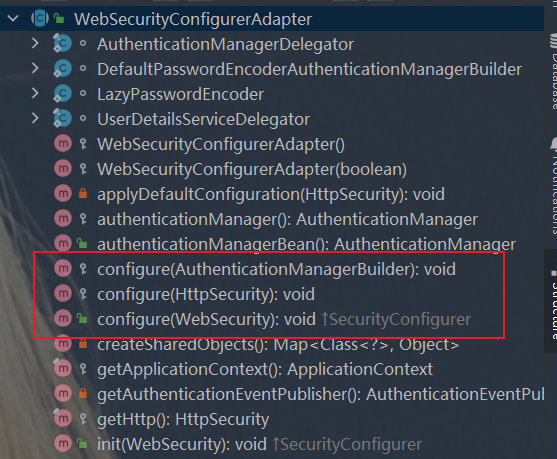 WebSecurityConfigurerAdapter
AuthenticationManagerDelegator
DefaultPasswordEncoderAuthenticationManagerBuilder
LazyPasswordEncoder
UserDetailsServiceDelegator
WebSecurityConfigurerAdapter()
WebSecurityConfigurerAdapter(boolean)
applyDefaultConfiguration(HttpSecurity): void
authenticationManager(): AuthenticationManager
authenticationManagerBean(): AuthenticationManager
configure(AuthenticationManagerBuilder): void
configure(HttpSecurity): void
configure(WebSecurity): void ↑SecurityConfigurer
createSharedObjects(): Map<Class<?>, Object>
getApplicationContext(): ApplicationContext
getAuthenticationEventPublisher(): AuthenticationEventPul
getHttp(): HttpSecurity
init(WebSecurity): void ↑SecurityConfigurer
Database
Notifications
Structure